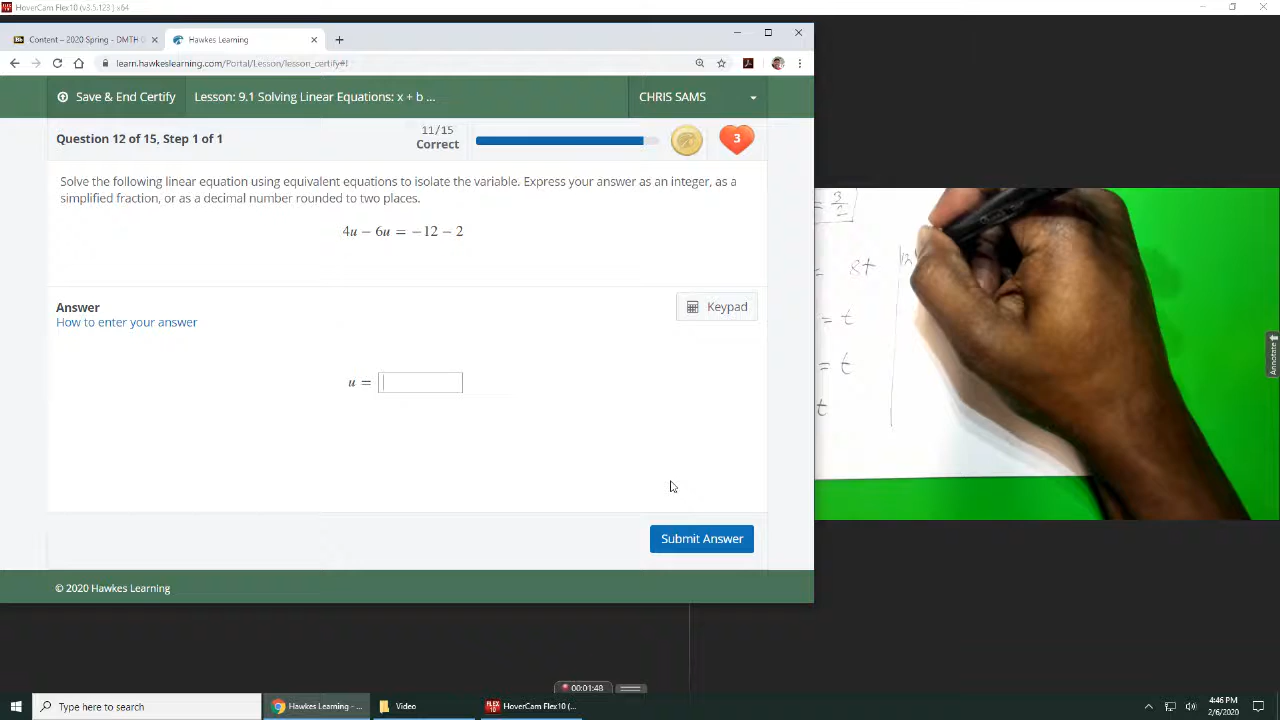 HoverCam Flex10 (v3.5.123) x64
Content – 2020 Spring - DMTH
Hawkes Learning
learn.hawkeslearning.com/Portal/Lesson/lesson_certify#!
Save & End Certify
Lesson: 9.1 Solving Linear Equations: x + b ...
CHRIS SAMS
Question 12 of 15, Step 1 of 1
11/15
Correct
3
Solve the following linear equation using equivalent equations to isolate the variable. Express your answer as an integer, as a
simplified fraction, or as a decimal number rounded to two places.
4u − 6u = −12 − 2
Answer
How to enter your answer
Keypad
u =
Submit Answer
© 2020 Hawkes Learning
= 3/2
= 8t
= t
= t
t
Annotate
00:01:48
Type here to search
Hawkes Learning - ...
Video
HoverCam Flex10 (...
4:46 PM
2/6/2020